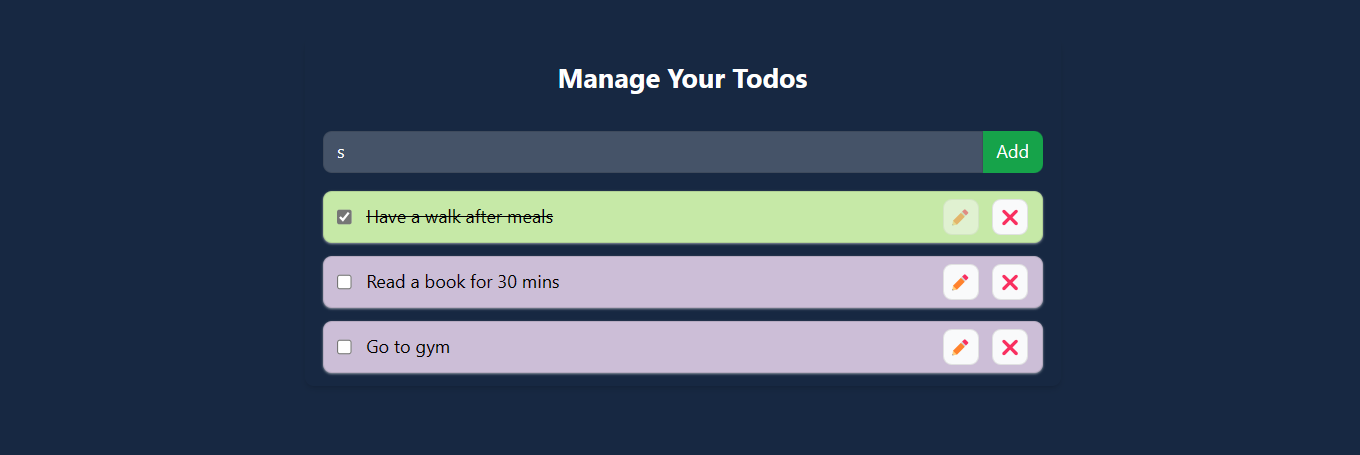 Manage Your Todos
s
Add
Have a walk after meals
Read a book for 30 mins
Go to gym